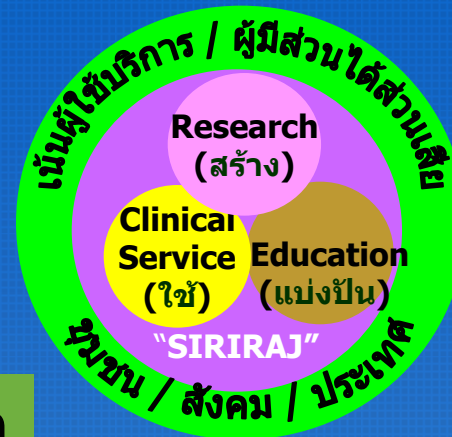 เน้นผู้ใช้บริการ / ผู้มีส่วนได้ส่วนเสีย
Research
(สร้าง)
Clinical
Service
(ใช้)
Education
(แบ่งปัน)
“SIRIRAJ”
ชุมชน / สังคม / ประเทศ